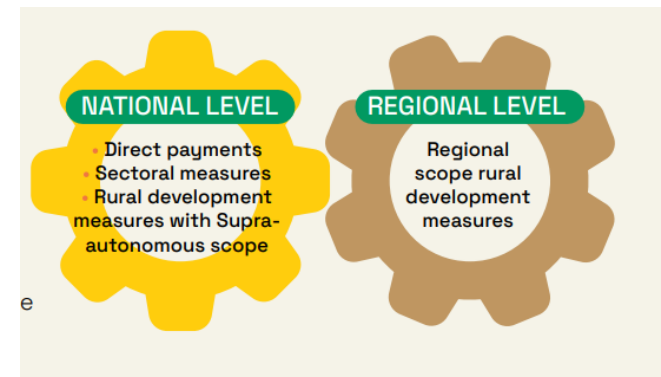 NATIONAL LEVEL
• Direct payments
• Sectoral measures
• Rural development
measures with Supra-
autonomous scope
REGIONAL LEVEL
Regional
scope rural
development
measures
e